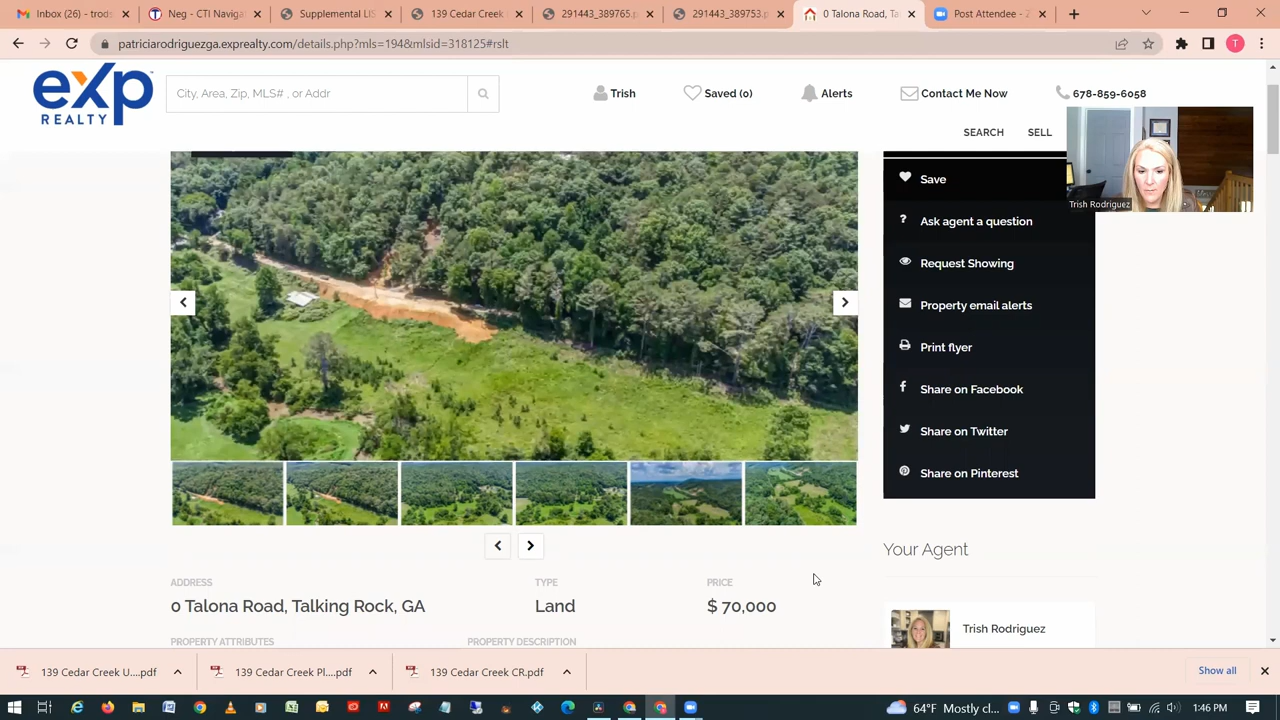 Inbox (26) - trods
Neg - CTI Navigat
Supplemental LIS
139 Cedar Creek
291443_389765.p
291443_389753.p
0 Talona Road, Ta
Post Attendee - Z
patriciarodriguezga.exprealty.com/details.php?mls=194&mlsid=318125#rslt
T
eXp
REALTY
City, Area, Zip, MLS# , or Addr
Trish
Saved (0)
Alerts
Contact Me Now
678-859-6058
SEARCH
SELL
Trish Rodriguez
Save
Ask agent a question
Request Showing
Property email alerts
Print flyer
Share on Facebook
Share on Twitter
Share on Pinterest
Your Agent
Trish Rodriguez
ADDRESS
TYPE
PRICE
0 Talona Road, Talking Rock, GA
Land
$ 70,000
PROPERTY ATTRIBUTES
PROPERTY DESCRIPTION
139 Cedar Creek U....pdf
139 Cedar Creek Pl....pdf
139 Cedar Creek CR.pdf
Show all
64°F Mostly cl...
1:46 PM